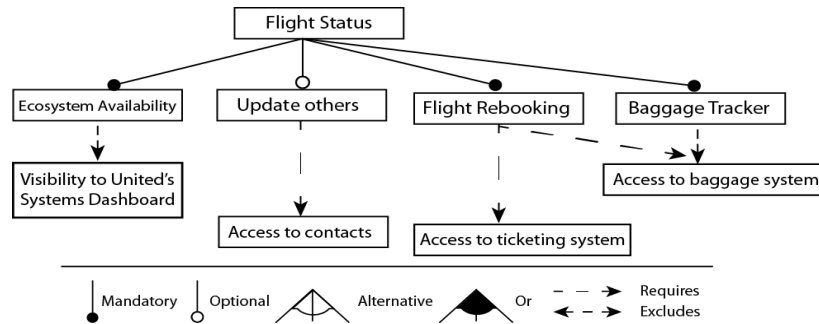 Flight Status
Ecosystem Availability
Update others
Flight Rebooking
Baggage Tracker
Visibility to United's
Systems Dashboard
Access to baggage system
Access to contacts
Access to ticketing system
Mandatory
Optional
Alternative
Or
Requires
Excludes